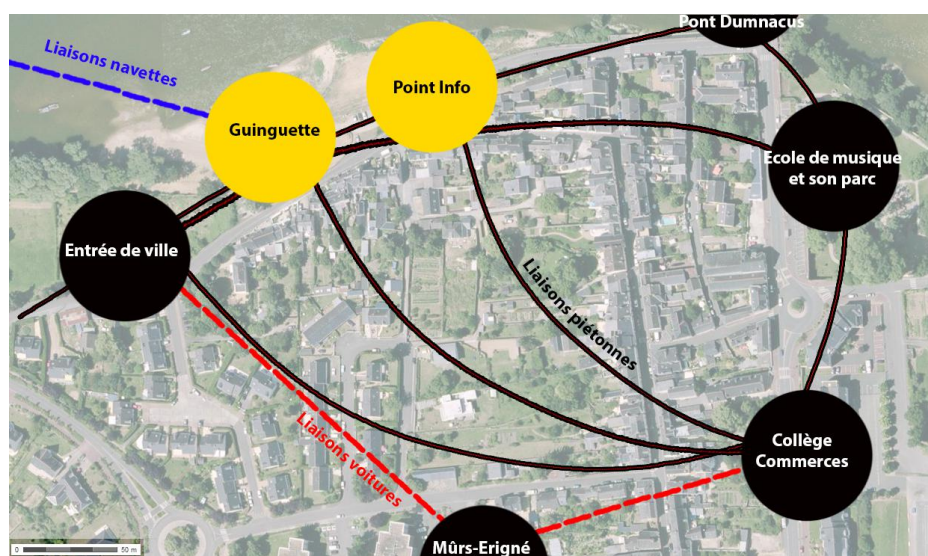 Pont Dumnacus
Liaisons navettes
Point Info
Guinguette
Ecole de musique
et son parc
Entrée de ville
Liaisons piétonnes
Liaisons voitures
Collège
Commerces
Mûrs-Erigné
0 50 m